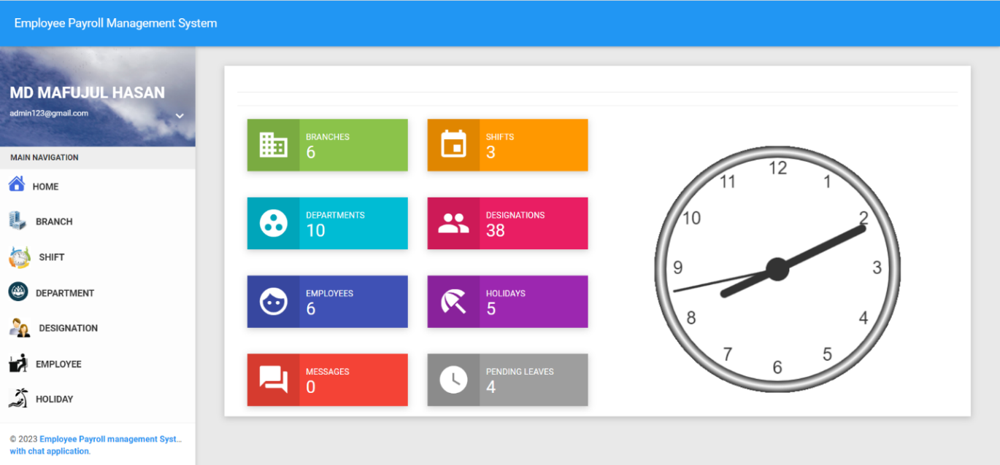 Employee Payroll Management System
MD MAFUJUL HASAN
admin123@gmail.com
MAIN NAVIGATION
HOME
BRANCH
SHIFT
DEPARTMENT
DESIGNATION
EMPLOYEE
HOLIDAY
© 2023 Employee Payroll management Syst...
with chat application.
BRANCHES
6
SHIFTS
3
DEPARTMENTS
10
DESIGNATIONS
38
EMPLOYEES
6
HOLIDAYS
5
MESSAGES
0
PENDING LEAVES
4
12
1
2
3
4
5
6
7
8
9
10
11